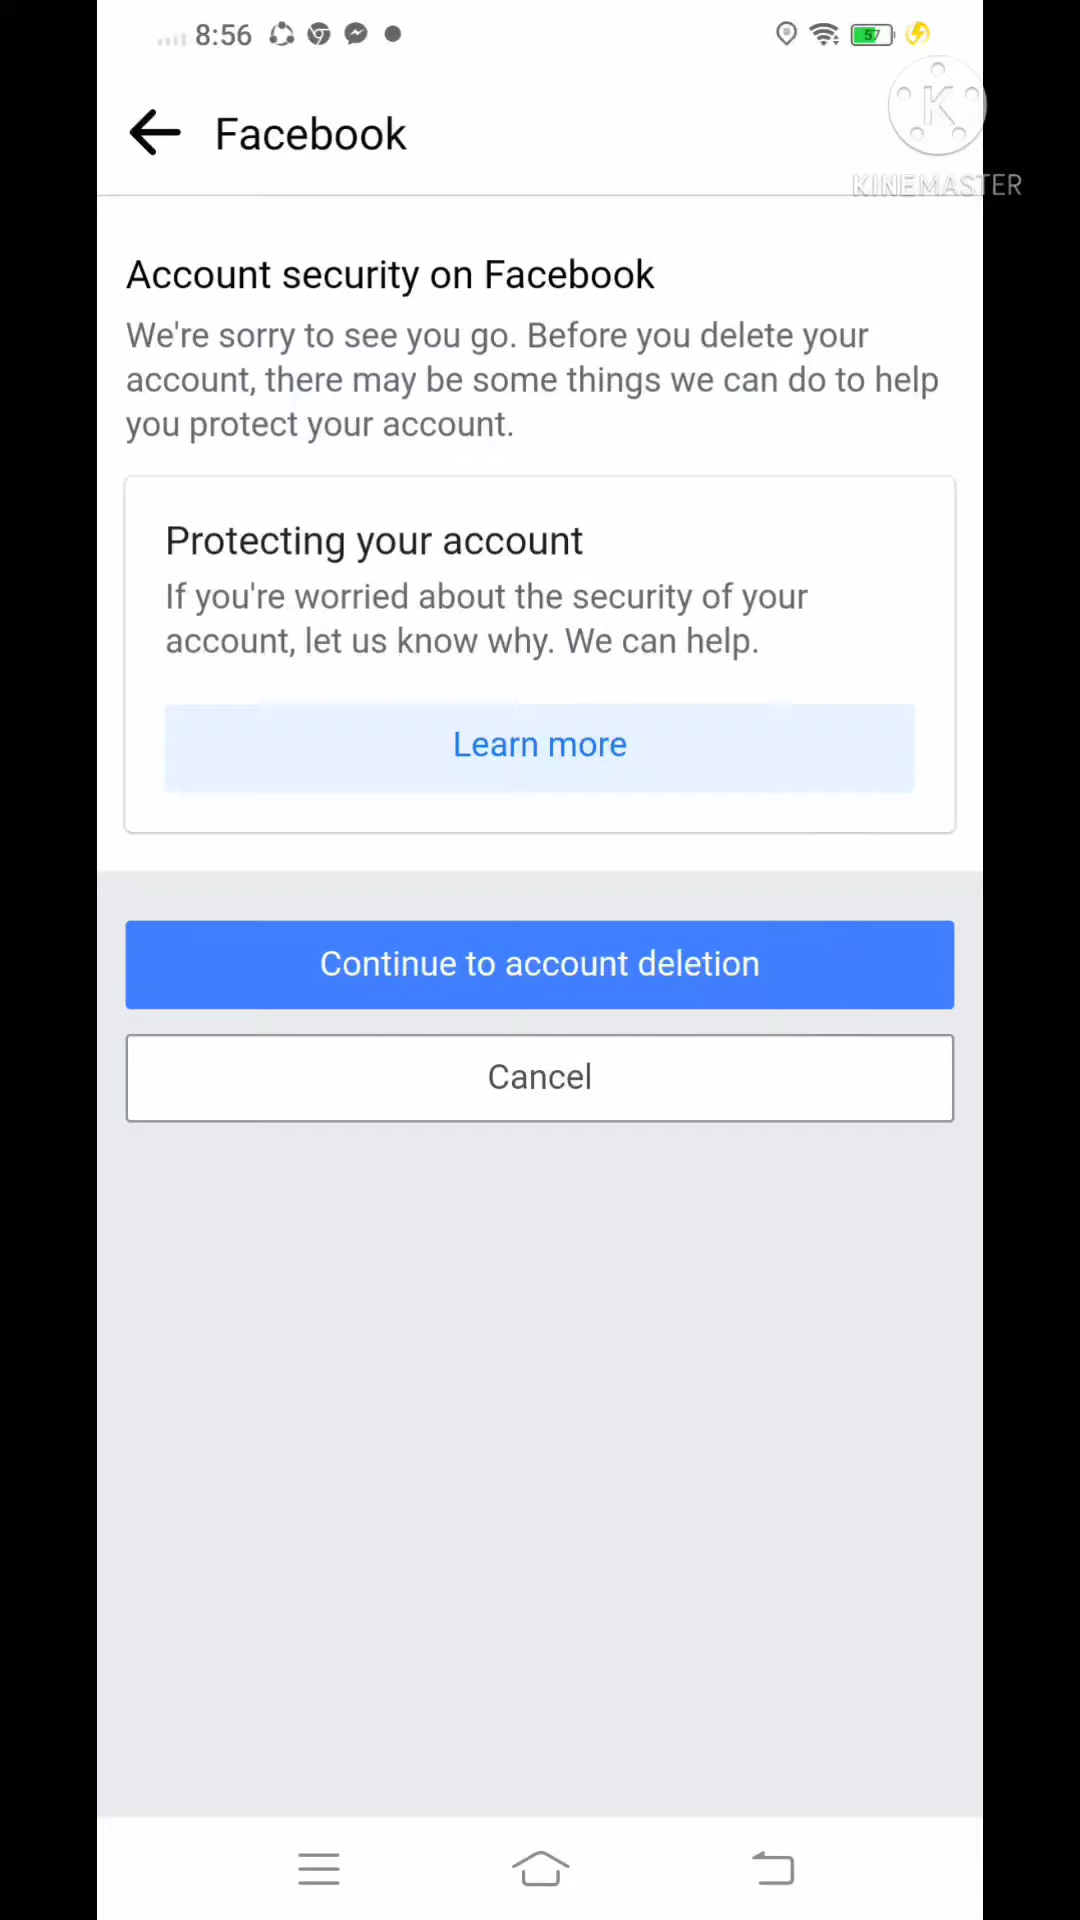 8:56
57
Facebook
KINEMASTER
Account security on Facebook
We're sorry to see you go. Before you delete your
account, there may be some things we can do to help
you protect your account.
Protecting your account
If you're worried about the security of your
account, let us know why. We can help.
Learn more
Continue to account deletion
Cancel